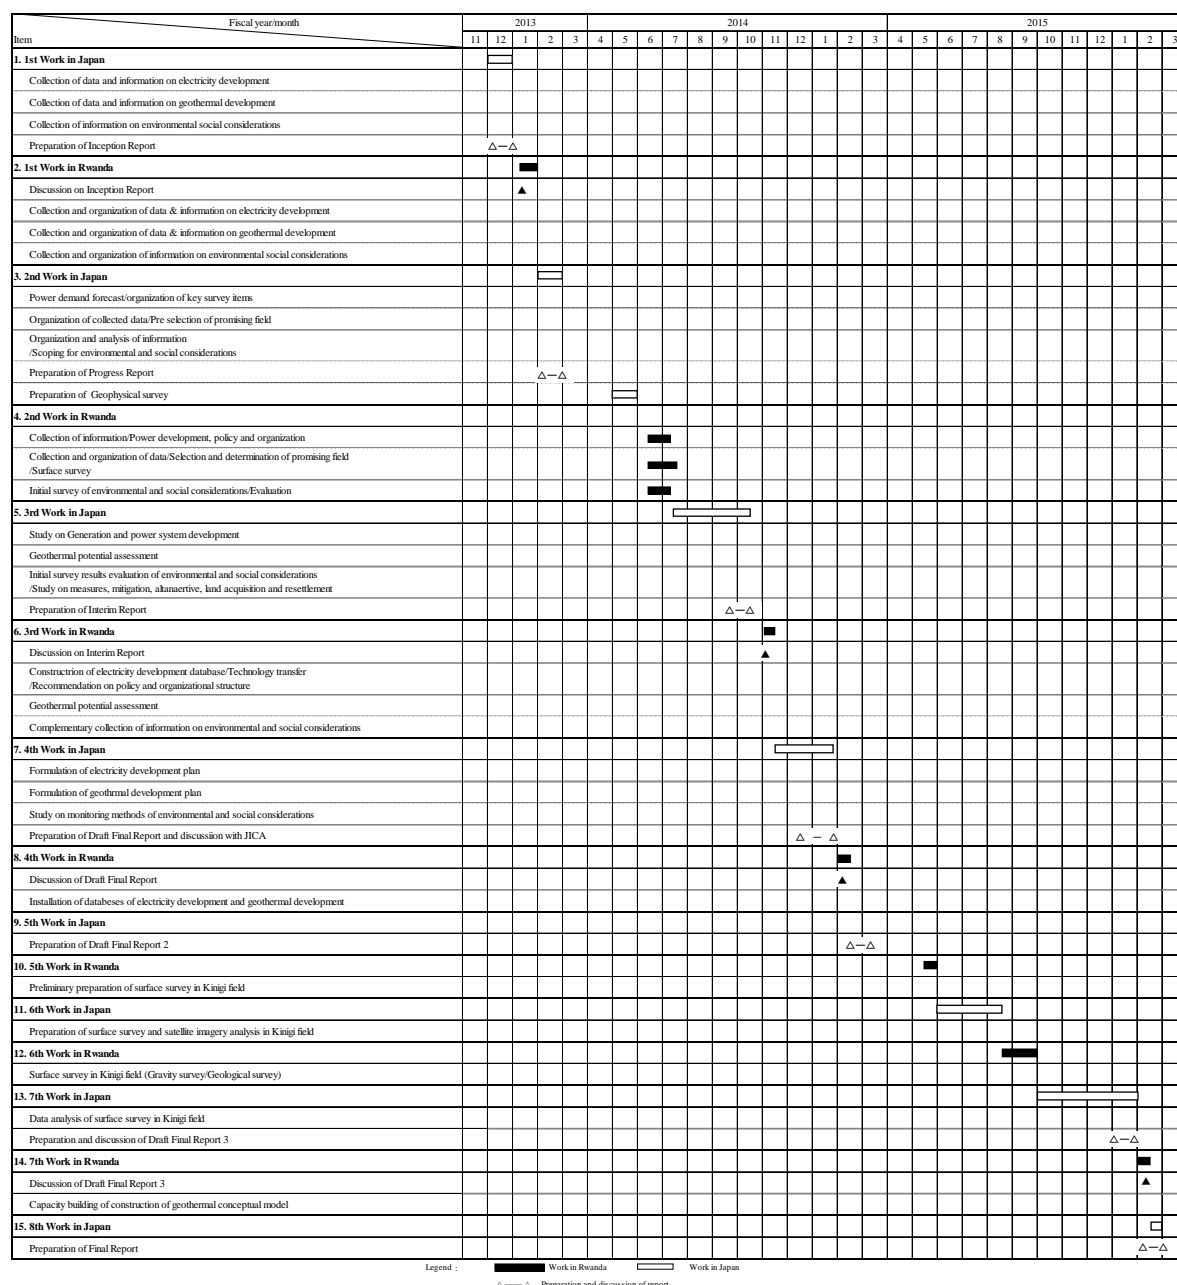 Fiscal year/month 2013 2014 2015
Item 11 12 1 2 3 4 5 6 7 8 9 10 11 12 1 2 3 4 5 6 7 8 9 10 11 12 1 2 3
1. 1st Work in Japan
Collection of data and information on electricity development
Collection of data and information on geothermal development
Collection of information on environmental social considerations
Preparation of Inception Report
2. 1st Work in Rwanda
Discussion on Inception Report
Collection and organization of data & information on electricity development
Collection and organization of data & information on geothermal development
Collection and organization of information on environmental social considerations
3. 2nd Work in Japan
Power demand forecast/organization of key survey items
Organization of collected data/Pre selection of promising field
Organization and analysis of information
/Scoping for environmental and social considerations
Preparation of Progress Report
Preparation of Geophysical survey
4. 2nd Work in Rwanda
Collection of information/Power development, policy and organization
Collection and organization of data/Selection and determination of promising field
/Surface survey
Initial survey of environmental and social considerations/Evaluation
5. 3rd Work in Japan
Study on Generation and power system development
Geothermal potential assessment
Initial survey results evaluation of environmental and social considerations
/Study on measures, mitigation, altanaertive, land acquisition and resettlement
Preparation of Interim Report
6. 3rd Work in Rwanda
Discussion on Interim Report
Constructrion of electricity development database/Technology transfer
/Recommendation on policy and organizational structure
Geothermal potential assessment
Complementary collection of information on environmental and social considerations
7. 4th Work in Japan
Formulation of electricity development plan
Formulation of geothrmal development plan
Study on monitoring methods of environmental and social considerations
Preparation of Draft Final Report and discussiion with JICA
8. 4th Work in Rwanda
Discussion of Draft Final Report
Installation of databeses of electricity development and geothermal development
9. 5th Work in Japan
Preparation of Draft Final Report 2
10. 5th Work in Rwanda
Preliminary preparation of surface survey in Kinigi field
11. 6th Work in Japan
Preparation of surface survey and satellite imagery analysis in Kinigi field
12. 6th Work in Rwanda
Surface survey in Kinigi field (Gravity survey/Geological survey)
13. 7th Work in Japan
Data analysis of surface survey in Kinigi field
Preparation and discussion of Draft Final Report 3
14. 7th Work in Rwanda
Discussion of Draft Final Report 3
Capacity building of construction of geothermal conceptual model
15. 8th Work in Japan
Preparation of Final Report
Legend : Work in Rwanda Work in Japan
Preparation and discussion of report